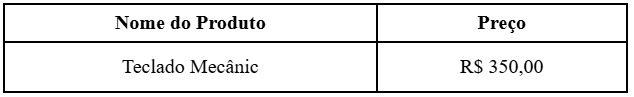 Nome do Produto Preço
Teclado Mecânic R$ 350,00